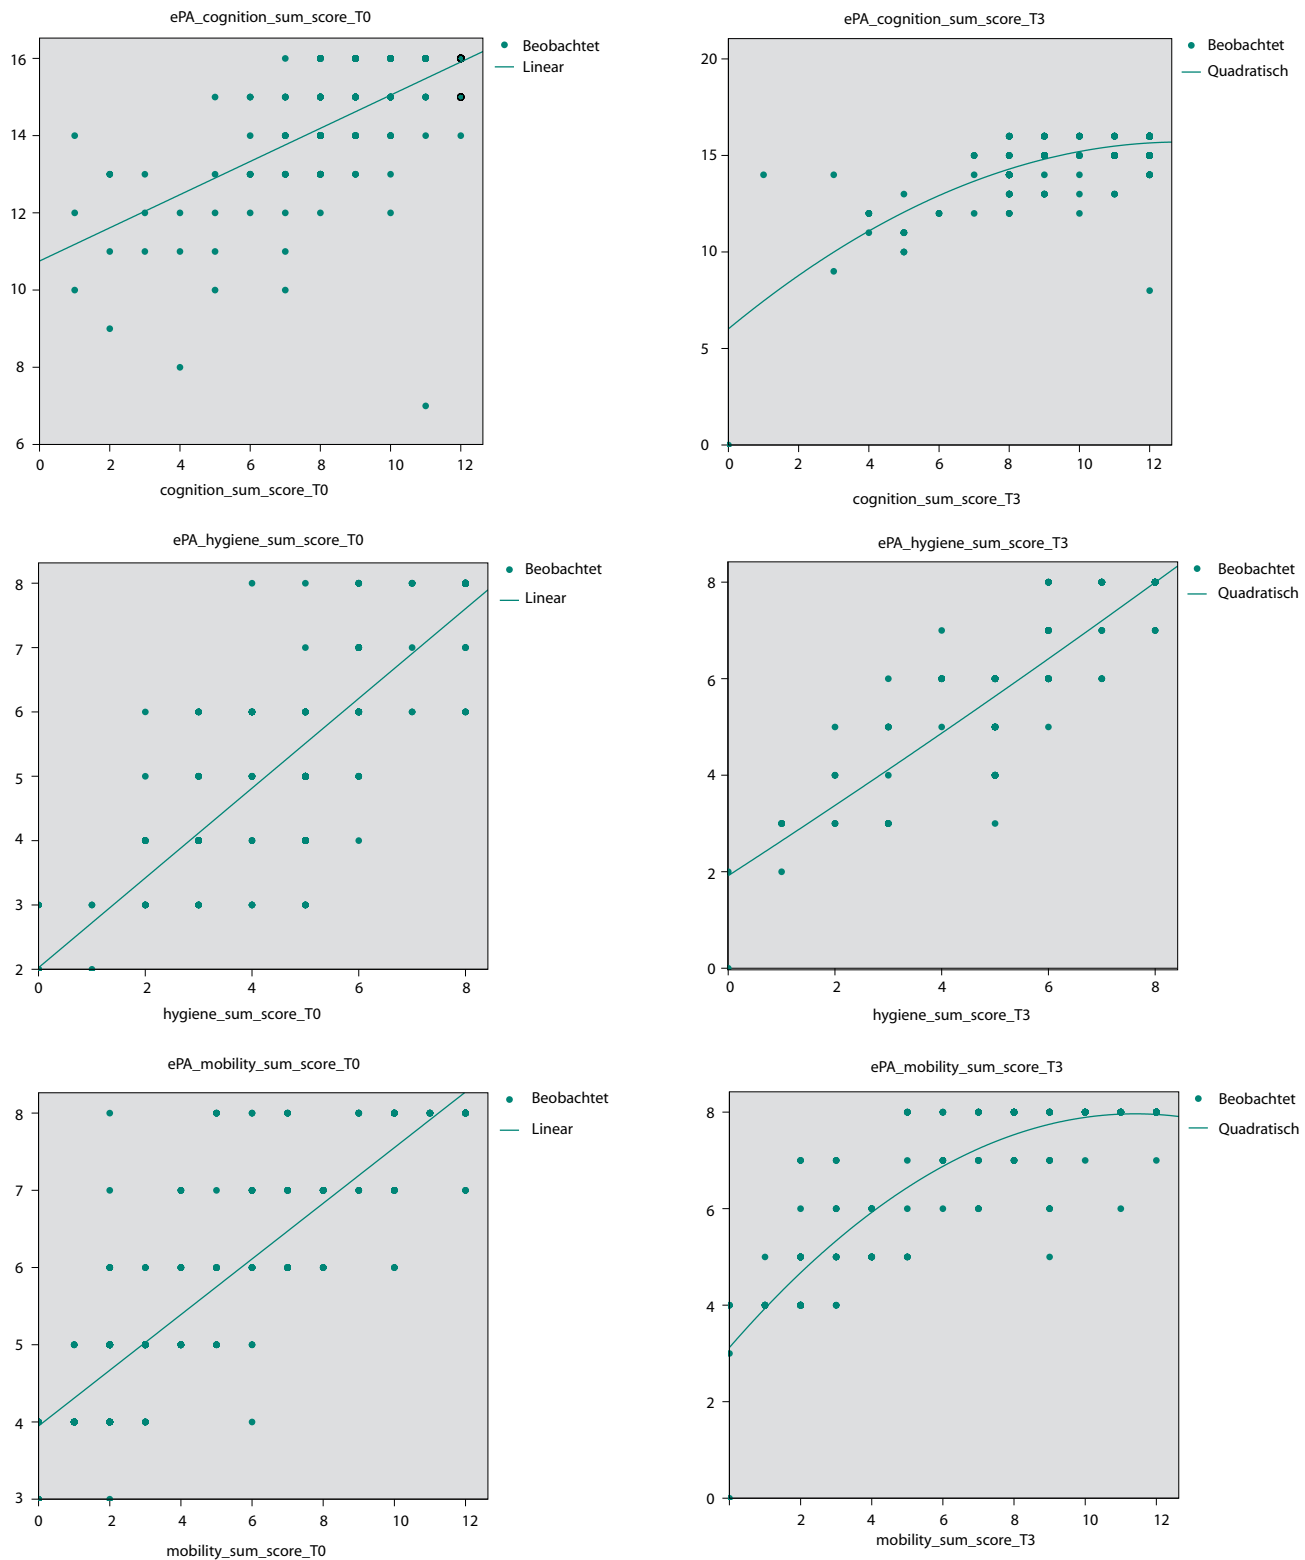 ePA_cognition_sum_score_T0
Beobachtet
Linear
16
14
12
10
8
6
0 2 4 6 8 10 12
cognition_sum_score_T0
ePA_cognition_sum_score_T3
Beobachtet
Quadratisch
20
15
10
5
0
0 2 4 6 8 10 12
cognition_sum_score_T3
ePA_hygiene_sum_score_T0
Beobachtet
Linear
8
7
6
5
4
3
2
0 2 4 6 8
hygiene_sum_score_T0
ePA_hygiene_sum_score_T3
Beobachtet
Quadratisch
8
6
4
2
0
0 2 4 6 8
hygiene_sum_score_T3
ePA_mobility_sum_score_T0
Beobachtet
Linear
8
7
6
5
4
3
0 2 4 6 8 10 12
mobility_sum_score_T0
ePA_mobility_sum_score_T3
Beobachtet
Quadratisch
8
6
4
2
0
2 4 6 8 10 12
mobility_sum_score_T3